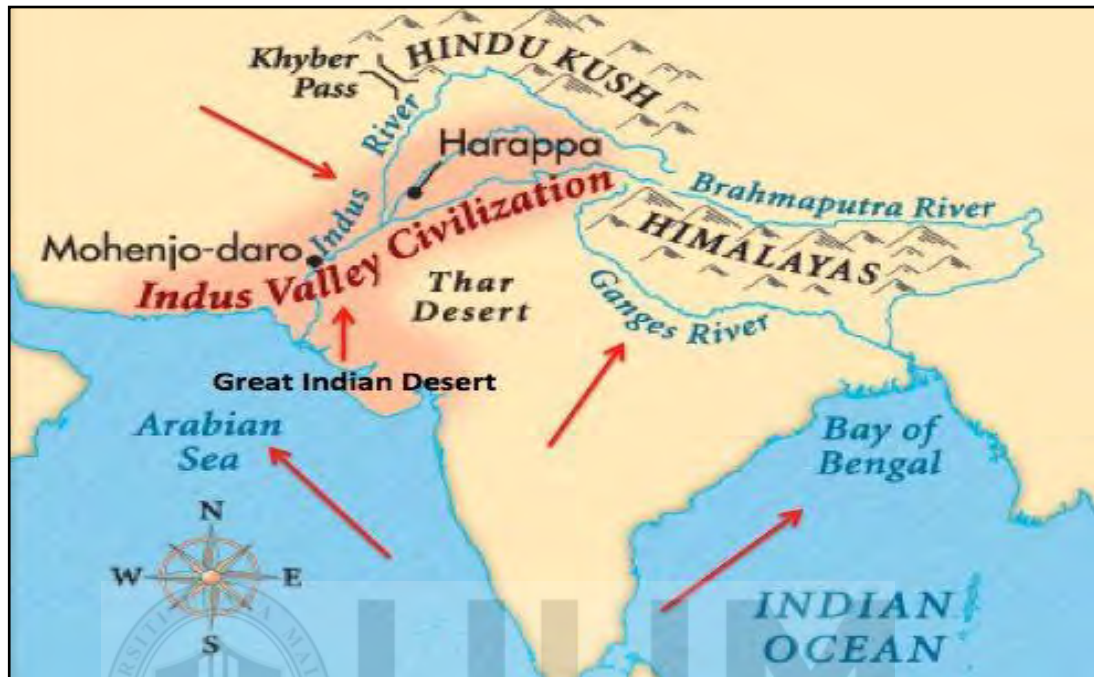 Khyber
Pass
HINDU KUSH
Indus River
Harappa
Brahmaputra River
HIMALAYAS
Mohenjo-daro
Indus Valley Civilization
Thar
Desert
Ganges River
Great Indian Desert
Arabian
Sea
Bay of
Bengal
N
W
E
S
INDIAN
OCEAN
UUM